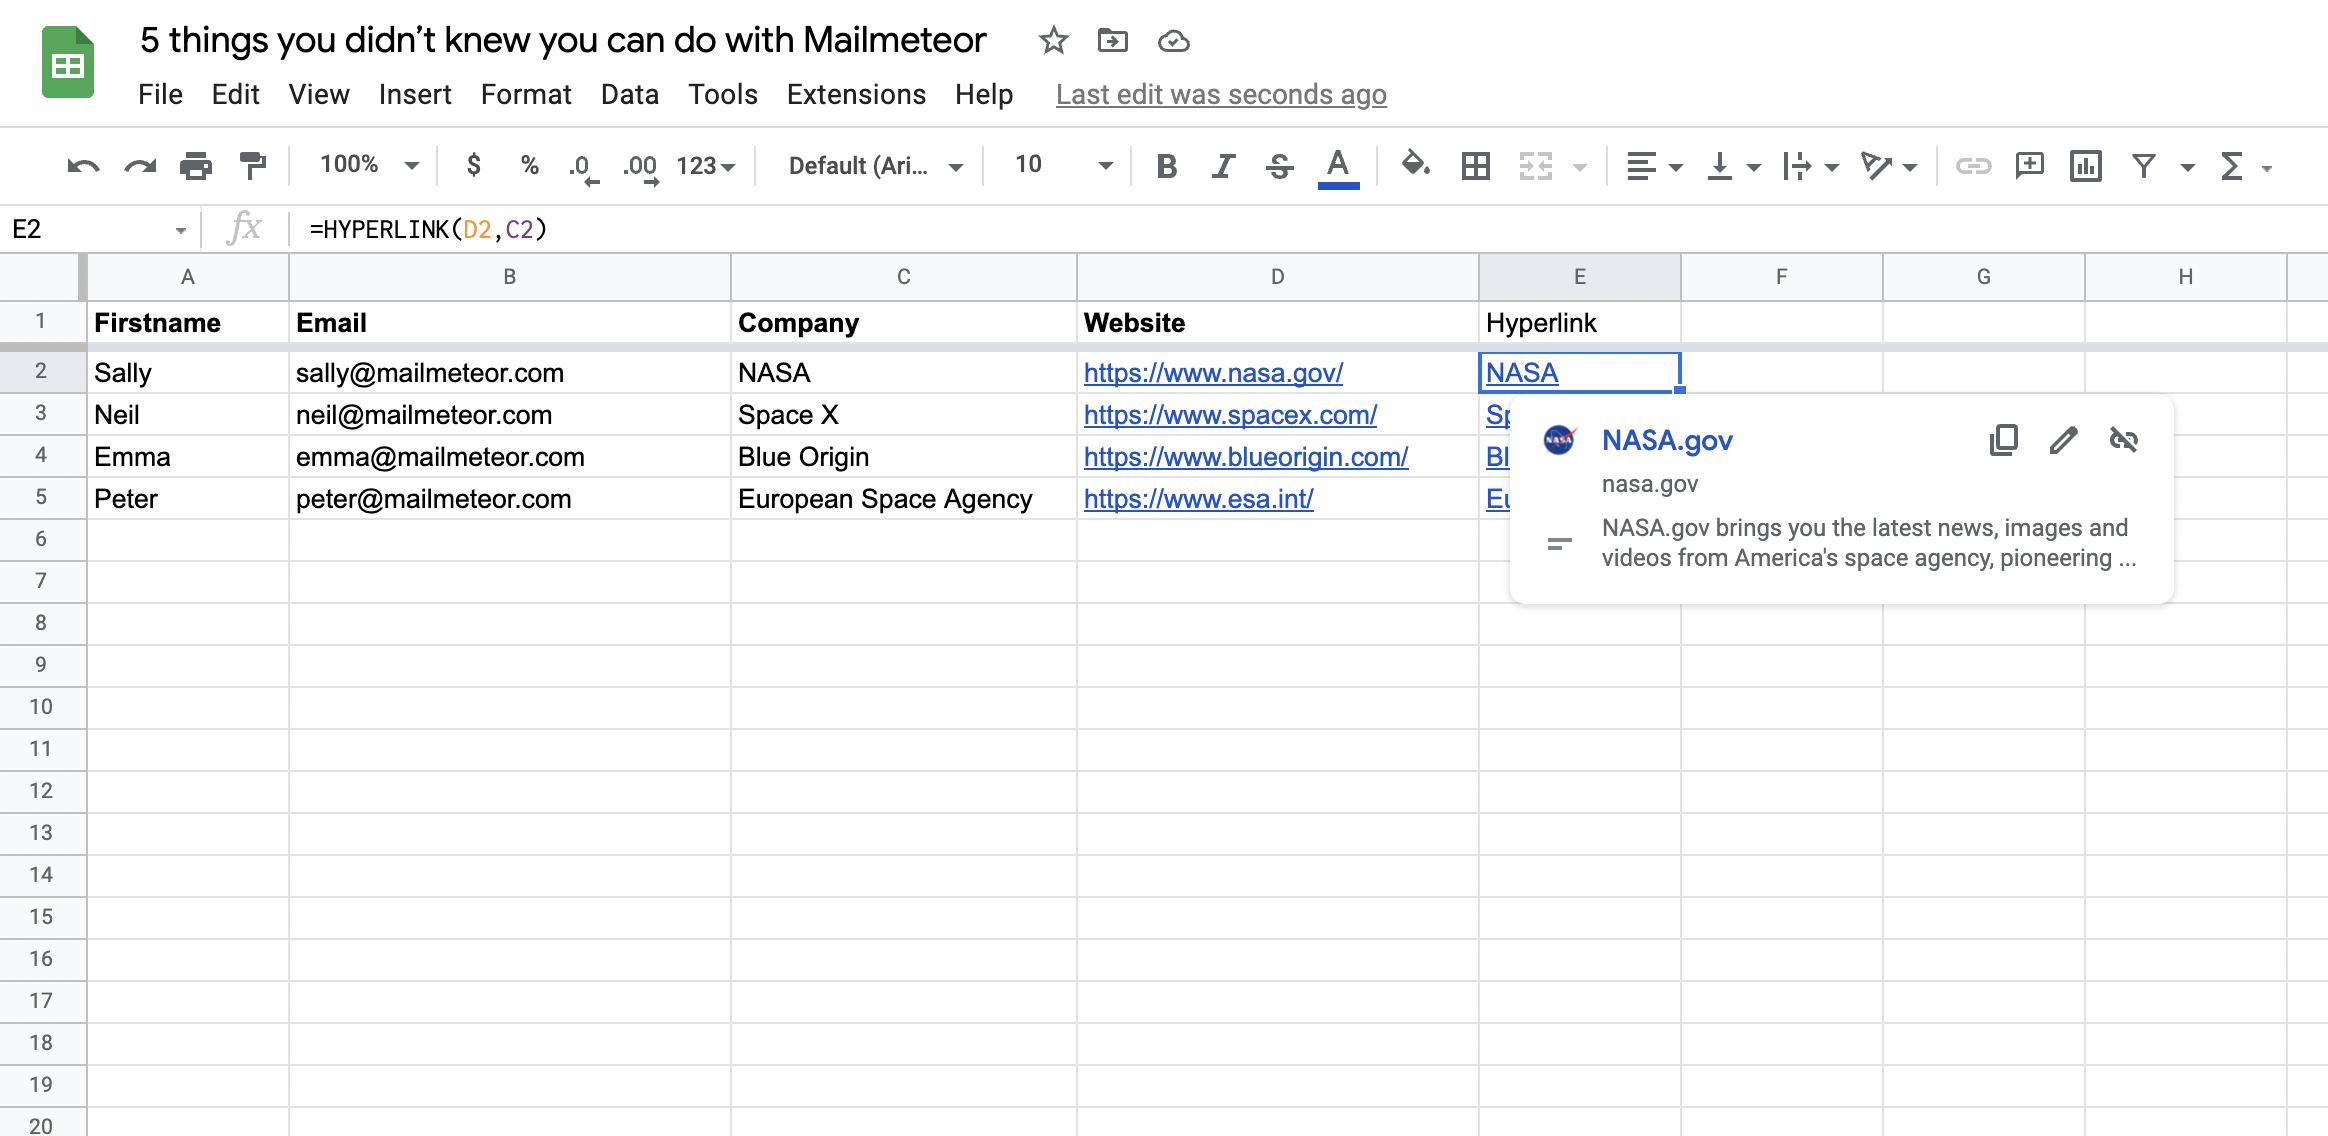 5 things you didn’t knew you can do with Mailmeteor
File Edit View Insert Format Data Tools Extensions Help Last edit was seconds ago
100% $ % .0 .00 123 Default (Ari... 10 B I S A
E2 fx =HYPERLINK(D2,C2)
A B C D E F G H
1 Firstname Email Company Website Hyperlink
2 Sally sally@mailmeteor.com NASA https://www.nasa.gov/ NASA
3 Neil neil@mailmeteor.com Space X https://www.spacex.com/ Sp
4 Emma emma@mailmeteor.com Blue Origin https://www.blueorigin.com/ Bl
5 Peter peter@mailmeteor.com European Space Agency https://www.esa.int/ Eu
NASA NASA.gov
nasa.gov
NASA.gov brings you the latest news, images and
videos from America's space agency, pioneering ...
6
7
8
9
10
11
12
13
14
15
16
17
18
19
20